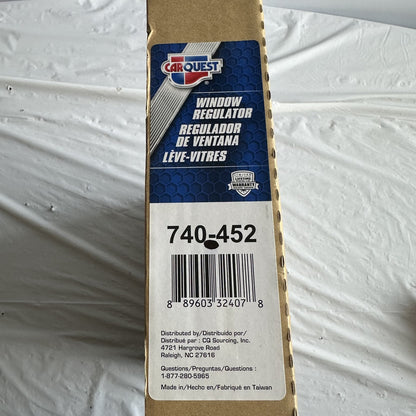 CARQUEST
WINDOW
REGULATOR
REGULADOR
DE VENTANA
LÈVE-VITRES
WARRANTY
740-452
8 89603 32407 8
Distributed by/Distribuido por/
Distribué par : CQ Sourcing, Inc.
4721 Hargrove Road
Raleigh, NC 27616
Questions/Preguntas/Questions :
1-877-280-5965
Made in/Hecho en/Fabriqué en Taiwan